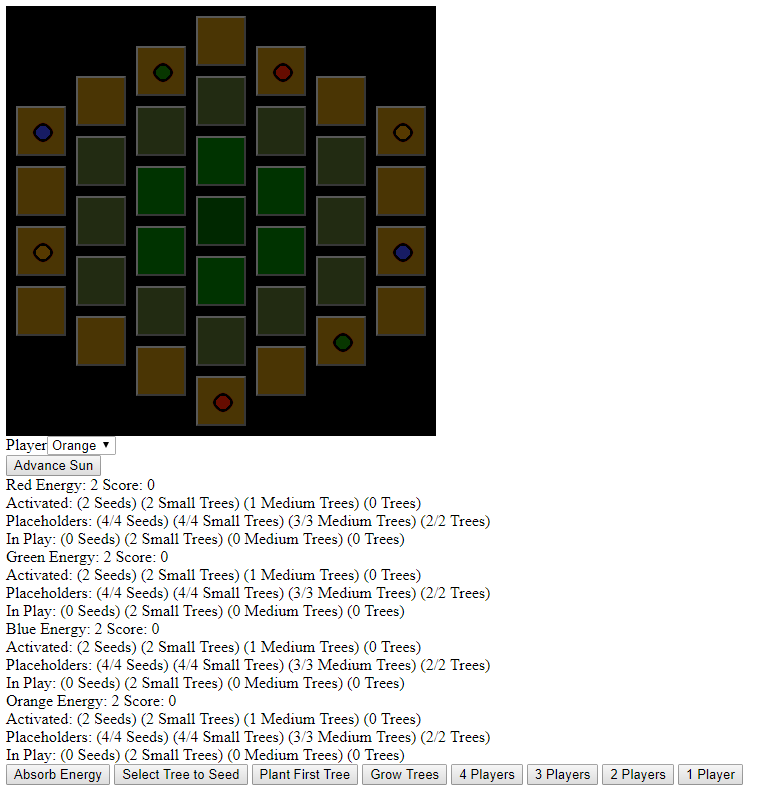 Player Orange
Advance Sun
Red Energy: 2 Score: 0
Activated: (2 Seeds) (2 Small Trees) (1 Medium Trees) (0 Trees)
Placeholders: (4/4 Seeds) (4/4 Small Trees) (3/3 Medium Trees) (2/2 Trees)
In Play: (0 Seeds) (2 Small Trees) (0 Medium Trees) (0 Trees)
Green Energy: 2 Score: 0
Activated: (2 Seeds) (2 Small Trees) (1 Medium Trees) (0 Trees)
Placeholders: (4/4 Seeds) (4/4 Small Trees) (3/3 Medium Trees) (2/2 Trees)
In Play: (0 Seeds) (2 Small Trees) (0 Medium Trees) (0 Trees)
Blue Energy: 2 Score: 0
Activated: (2 Seeds) (2 Small Trees) (1 Medium Trees) (0 Trees)
Placeholders: (4/4 Seeds) (4/4 Small Trees) (3/3 Medium Trees) (2/2 Trees)
In Play: (0 Seeds) (2 Small Trees) (0 Medium Trees) (0 Trees)
Orange Energy: 2 Score: 0
Activated: (2 Seeds) (2 Small Trees) (1 Medium Trees) (0 Trees)
Placeholders: (4/4 Seeds) (4/4 Small Trees) (3/3 Medium Trees) (2/2 Trees)
In Play: (0 Seeds) (2 Small Trees) (0 Medium Trees) (0 Trees)
Absorb Energy Select Tree to Seed Plant First Tree Grow Trees 4 Players 3 Players 2 Players 1 Player